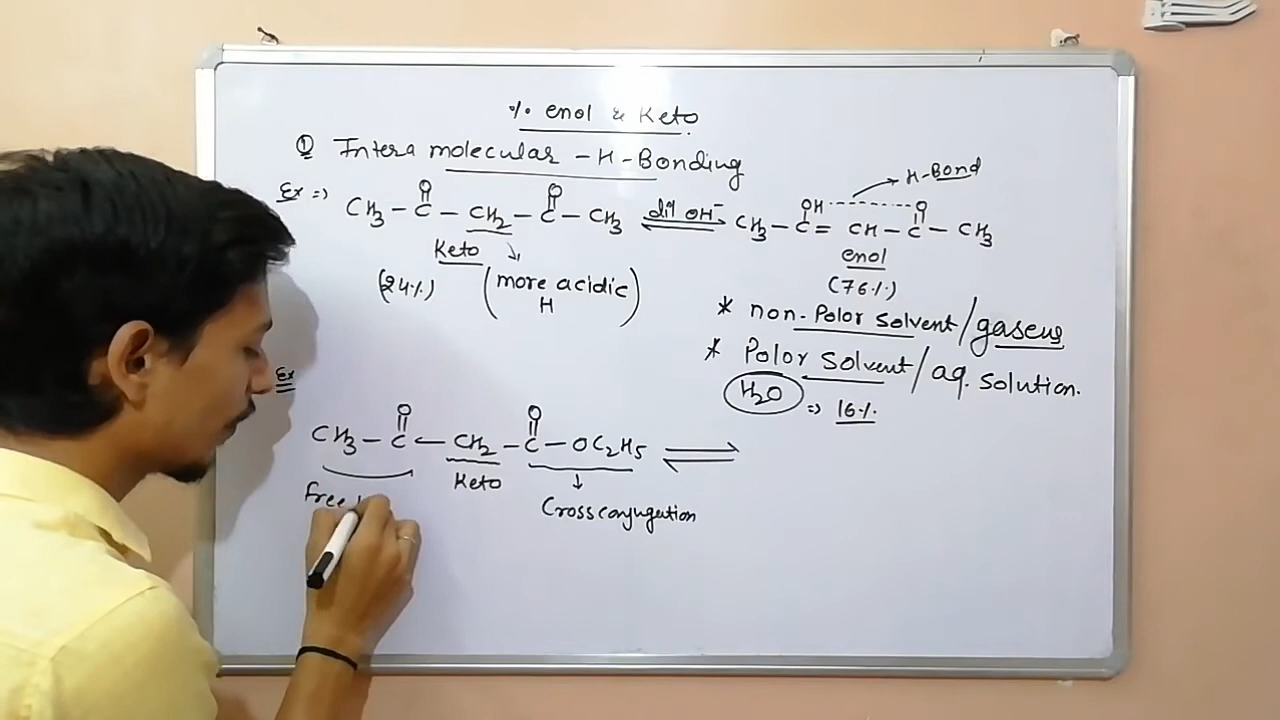 % enol & Keto
① Intera molecular - H - Bonding
H-Bond
Ex ⇒ CH3 - C(=O) - CH2 - C(=O) - CH3 ⇌ dil OH⁻ CH3 - C(OH) = CH - C(=O) - CH3
Keto
enol
(24%)
(more acidic H)
(76%)
* non-Polor Solvent/gaseus
* Polor Solvent/aq. Solution.
H2O ⇒ 16%
Ex
CH3 - C(=O) - CH2 - C(=O) - OC2H5 ⇌
Keto
free
Cross conjugation